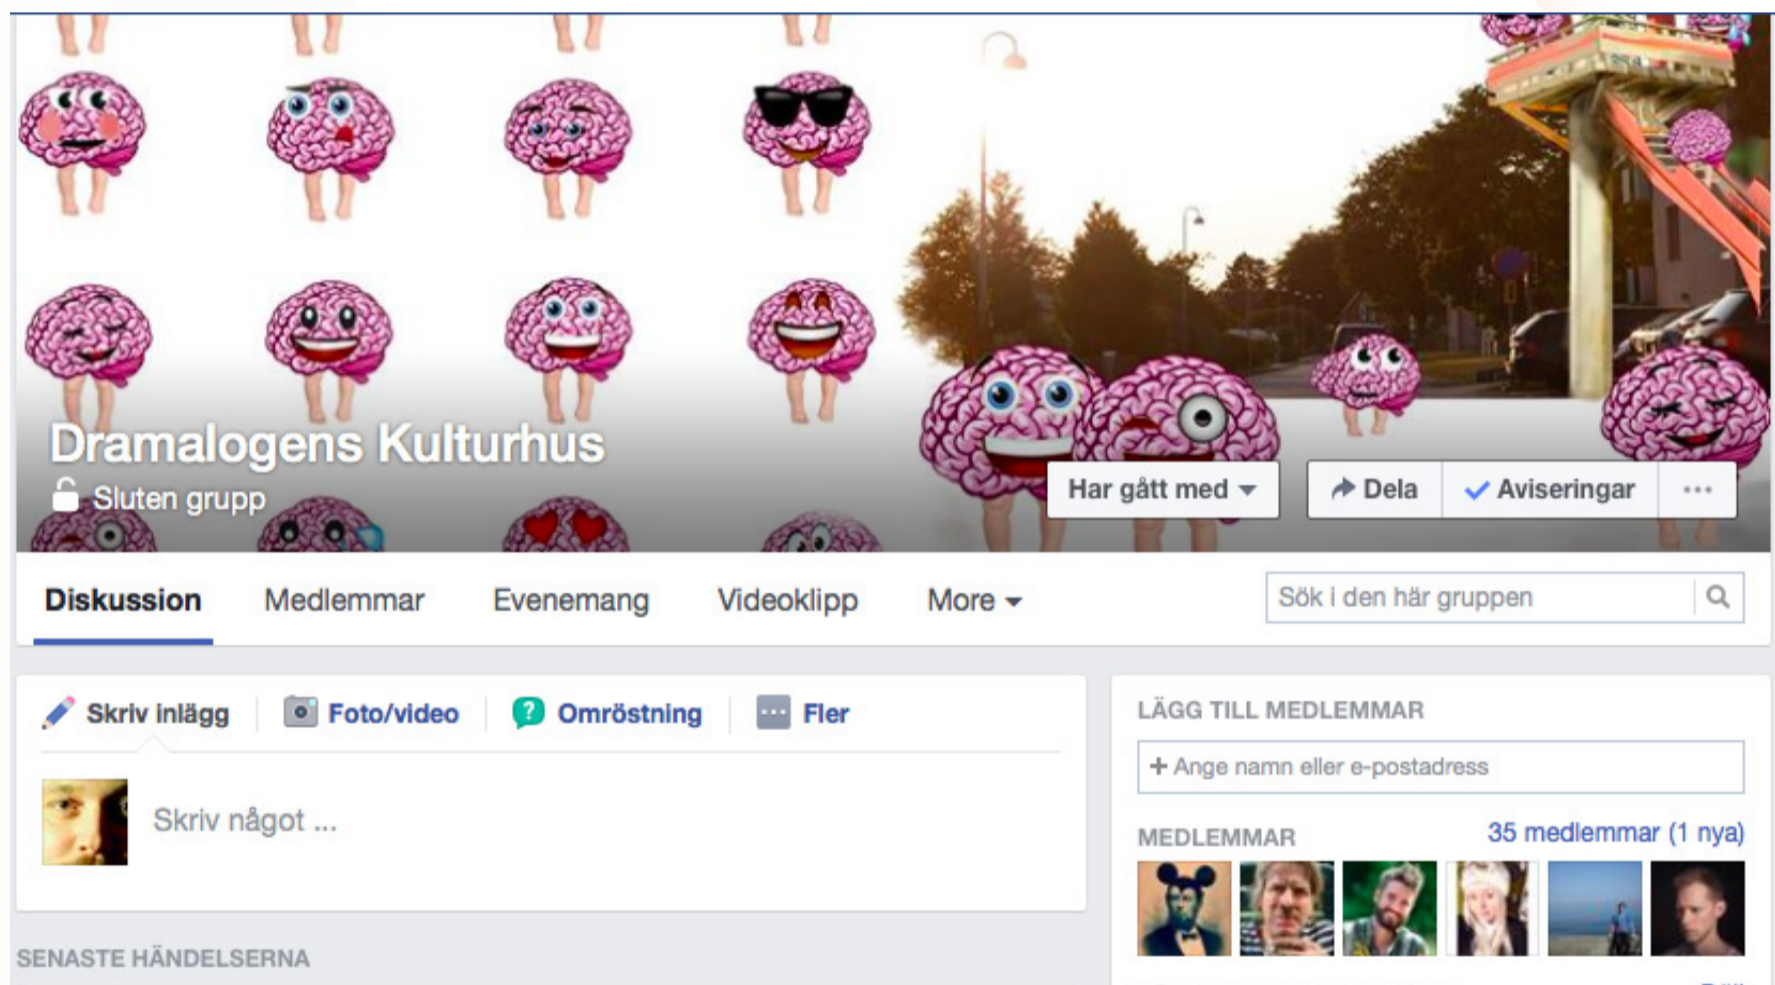 Dramalogens Kulturhus
Sluten grupp
Har gått med
Dela
Aviseringar
Diskussion
Medlemmar
Evenemang
Videoklipp
More
Sök i den här gruppen
Skriv inlägg
Foto/video
Omröstning
Fler
Skriv något ...
LÄGG TILL MEDLEMMAR
+ Ange namn eller e-postadress
MEDLEMMAR
35 medlemmar (1 nya)
SENASTE HÄNDELSERNA